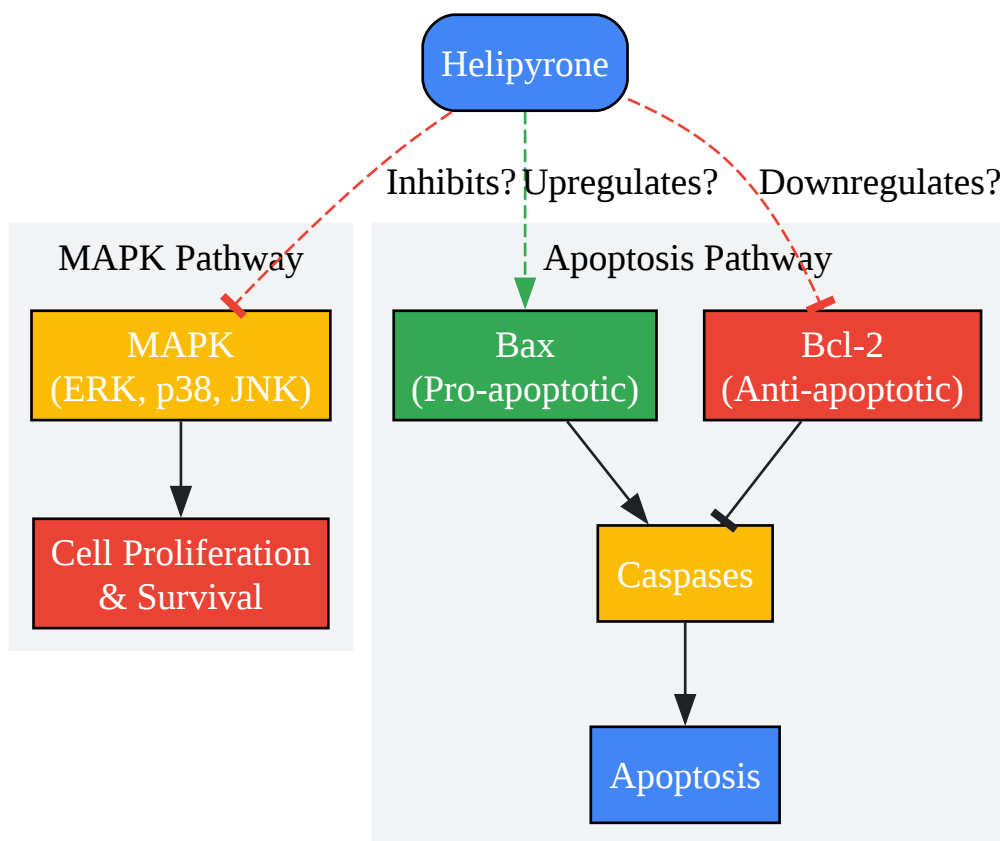 Helipyrone
Inhibits?
Upregulates?
Downregulates?
MAPK Pathway
Apoptosis Pathway
MAPK
(ERK, p38, JNK)
Bax
(Pro-apoptotic)
Bcl-2
(Anti-apoptotic)
Cell Proliferation
& Survival
Caspases
Apoptosis